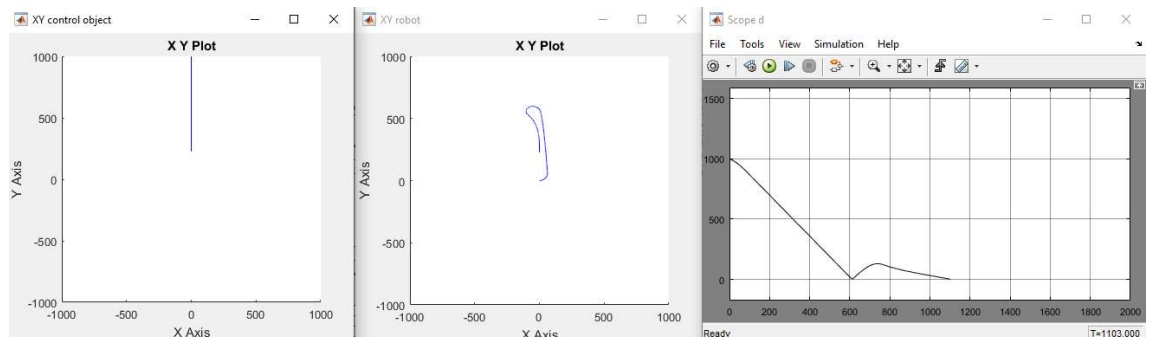 XY control object
X Y Plot
1000
500
0
-500
-1000
-1000 -500 0 500 1000
Y Axis
X Axis
XY robot
X Y Plot
1000
500
0
-500
-1000
-1000 -500 0 500 1000
Y Axis
X Axis
Scope d
File Tools View Simulation Help
1500
1000
500
0
0 200 400 600 800 1000 1200 1400 1600 1800 2000
Ready T=1103.000